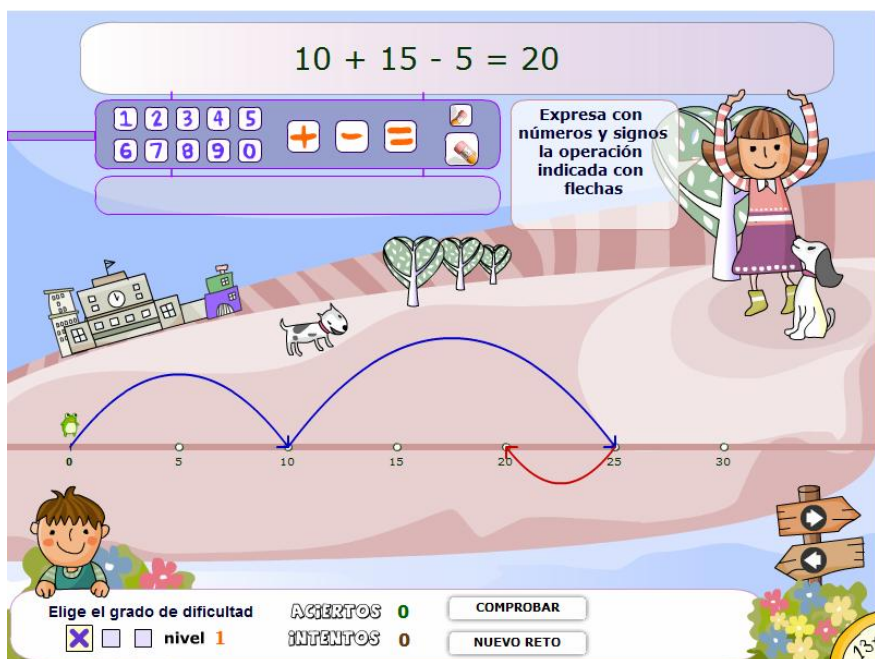 10 + 15 - 5 = 20
1 2 3 4 5
6 7 8 9 0
+ - =
Expresa con
números y signos
la operación
indicada con
flechas
0 5 10 15 20 25 30
Elige el grado de dificultad
nivel 1
ACIERTOS 0
INTENTOS 0
COMPROBAR
NUEVO RETO
13+